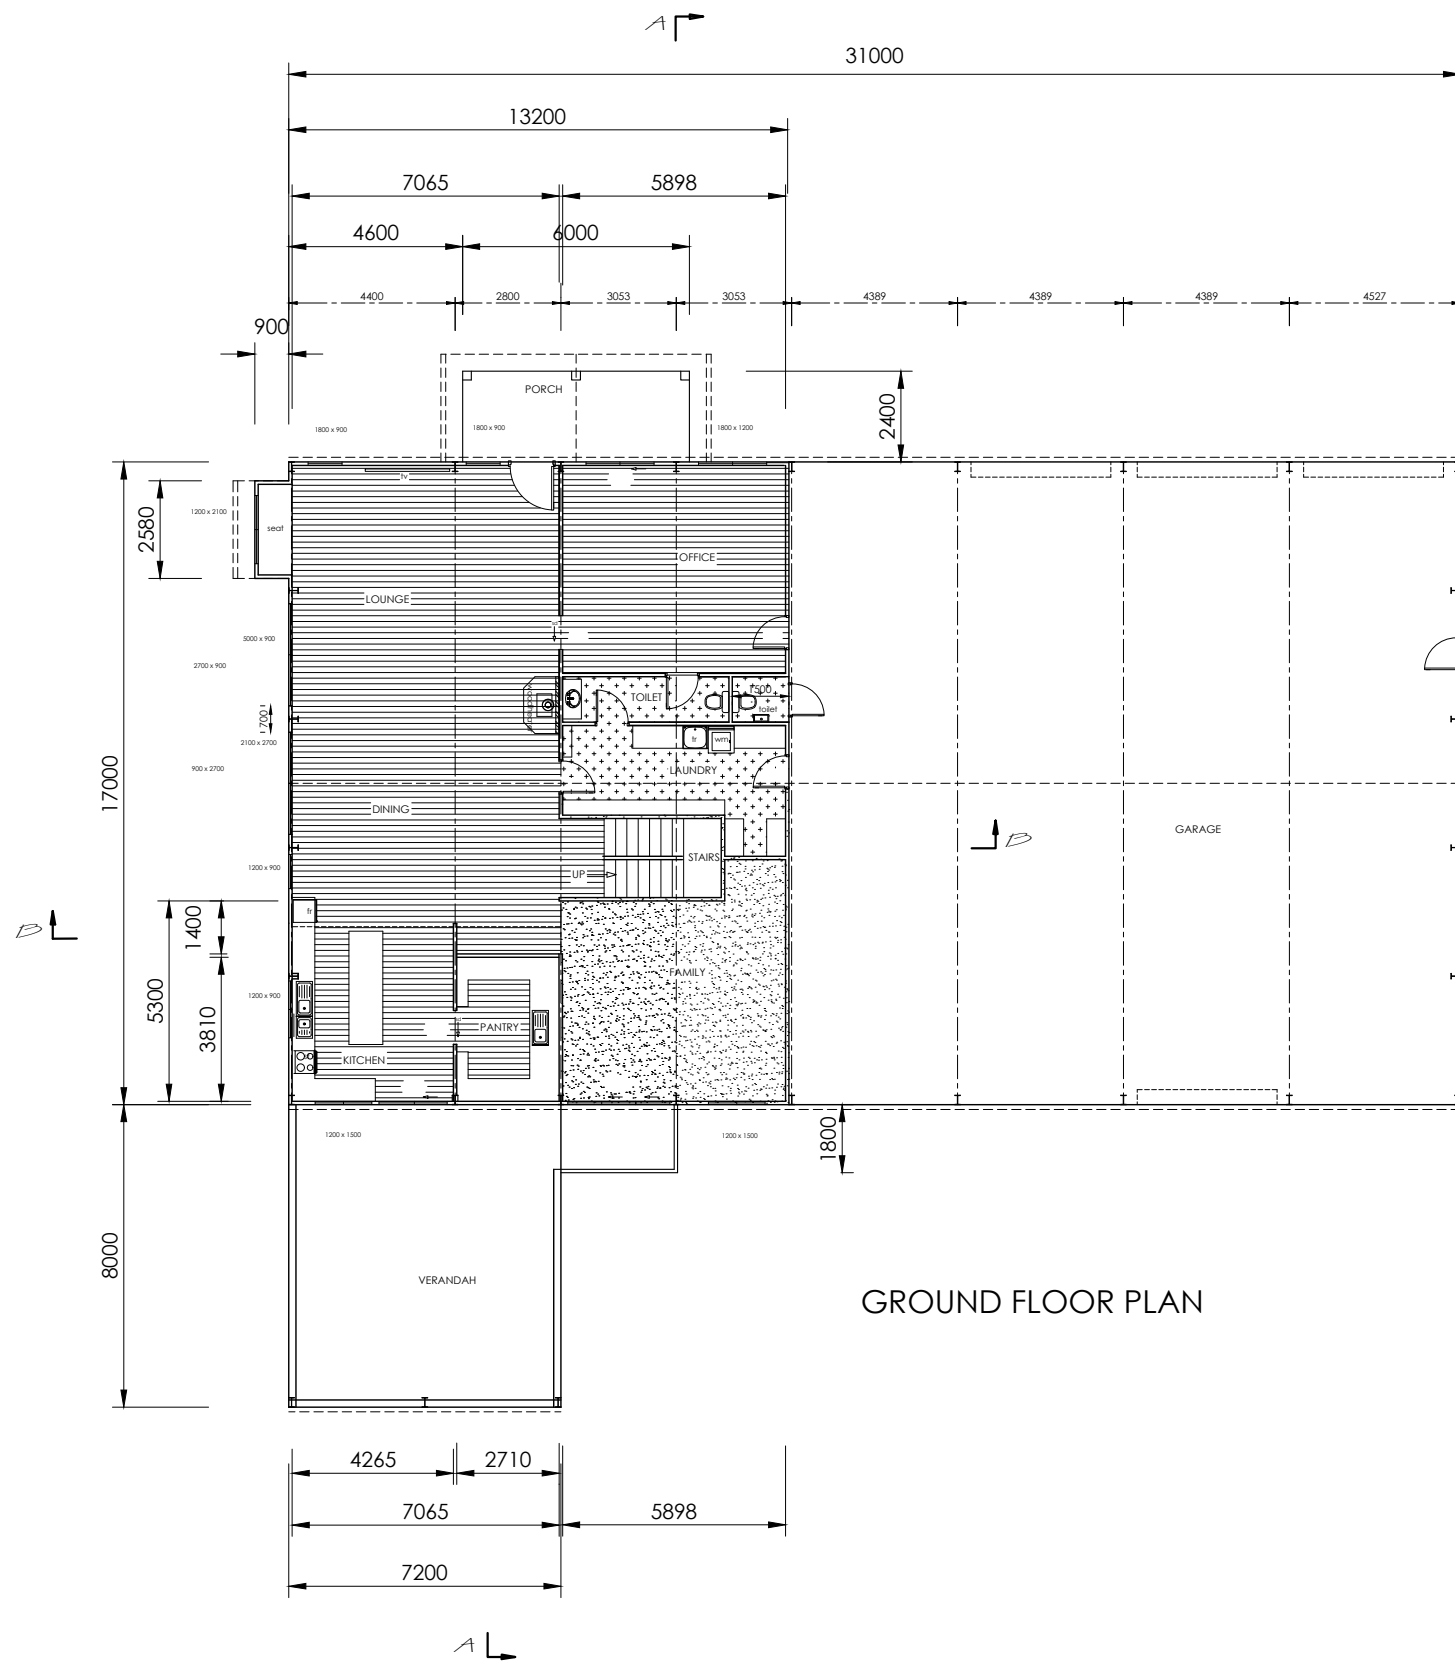 A
31000
13200
7065
5898
4600
6000
4400
2800
3053
3053
4389
4389
4389
4527
900
PORCH
2400
1800 x 900
1800 x 900
1800 x 1200
tv
2580
1200 x 2100
seat
OFFICE
LOUNGE
5000 x 900
2700 x 900
TOILET
1500
toilet
1700
2100 x 2700
fr
wm
900 x 2700
LAUNDRY
17000
DINING
GARAGE
B
STAIRS
1200 x 900
UP
fr
1400
B
FAMILY
1200 x 900
5300
3810
PANTRY
KITCHEN
1200 x 1500
1200 x 1500
1800
8000
VERANDAH
GROUND FLOOR PLAN
4265
2710
7065
5898
7200
A